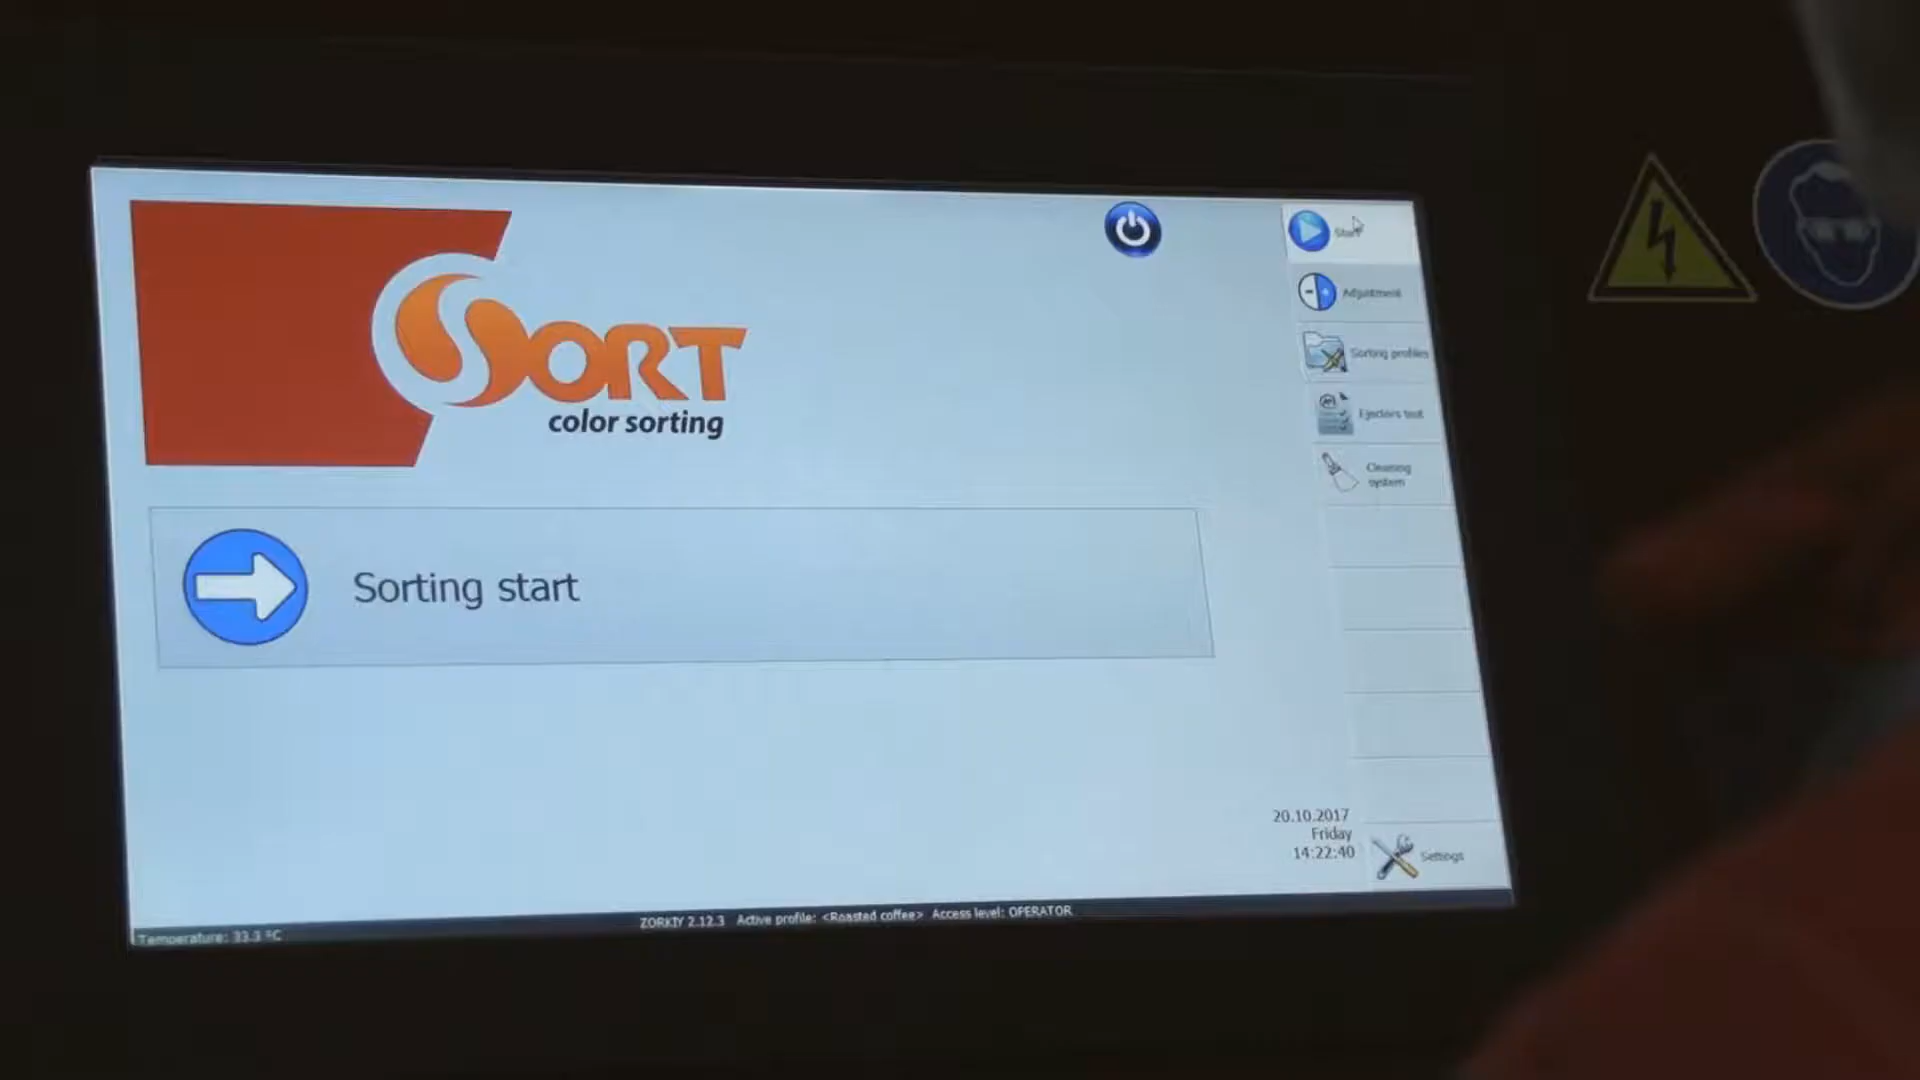 SORT
color sorting
Start
Adjustment
Sorting profiles
Ejectors test
Cleaning
system
Sorting start
20.10.2017
Friday
14:22:40
Settings
Temperature: 33.3 °C
ZORKIY 2.12.3 Active profile: <Roasted coffee> Access level: OPERATOR